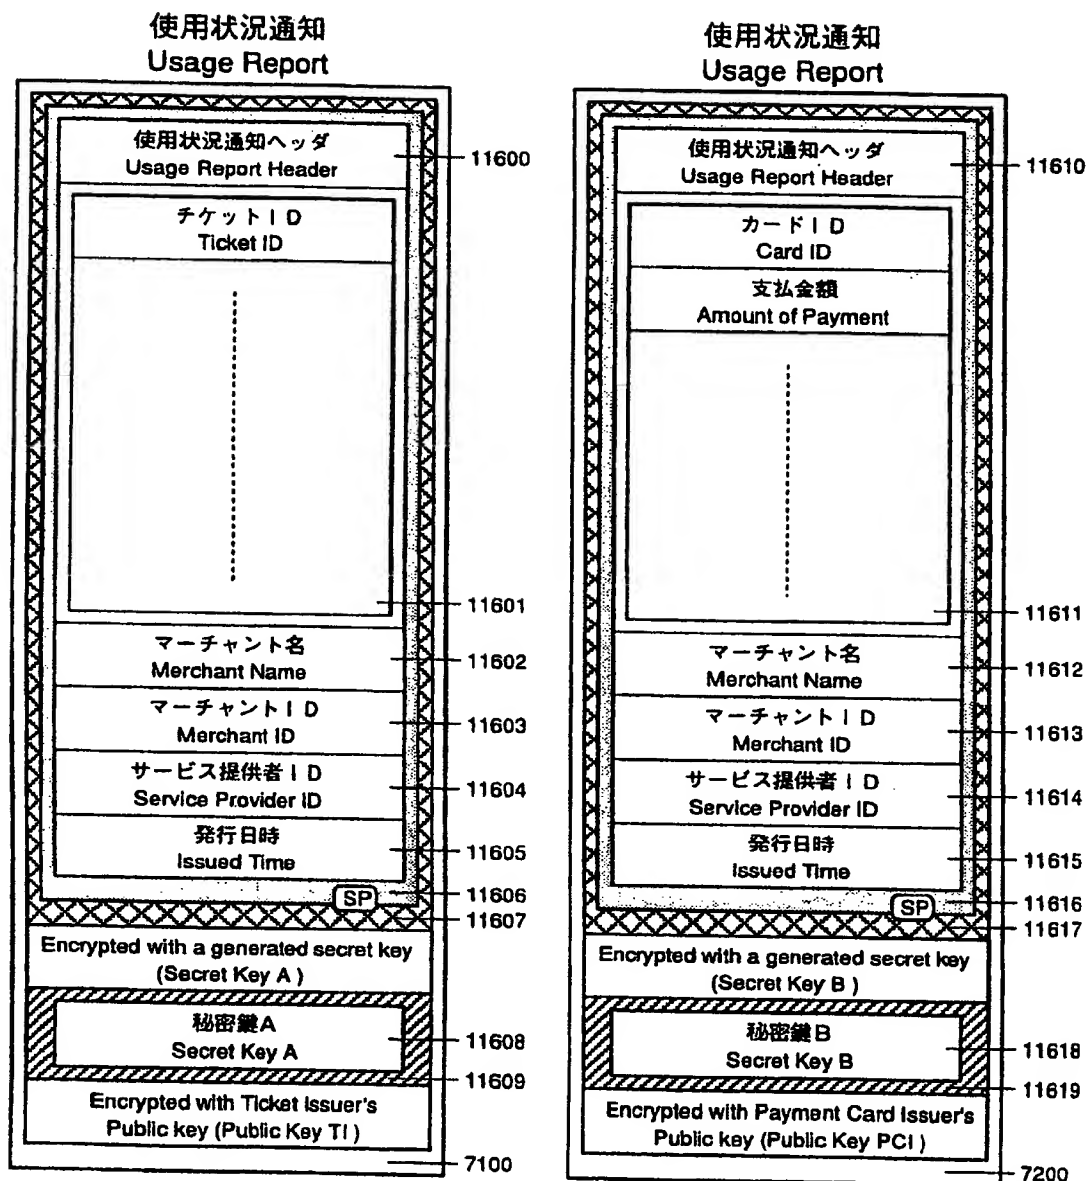 使用状況通知
Usage Report
使用状況通知ヘッダ
Usage Report Header
11600
チケットID
Ticket ID
11601
マーチャント名
Merchant Name
11602
マーチャントID
Merchant ID
11603
サービス提供者ID
Service Provider ID
11604
発行日時
Issued Time
11605
SP
11606
11607
Encrypted with a generated secret key
(Secret Key A )
秘密鍵A
Secret Key A
11608
11609
Encrypted with Ticket Issuer's
Public key (Public Key TI )
7100
使用状況通知
Usage Report
使用状況通知ヘッダ
Usage Report Header
11610
カードID
Card ID
支払金額
Amount of Payment
11611
マーチャント名
Merchant Name
11612
マーチャントID
Merchant ID
11613
サービス提供者ID
Service Provider ID
11614
発行日時
Issued Time
11615
SP
11616
11617
Encrypted with a generated secret key
(Secret Key B )
秘密鍵B
Secret Key B
11618
11619
Encrypted with Payment Card Issuer's
Public key (Public Key PCI )
7200